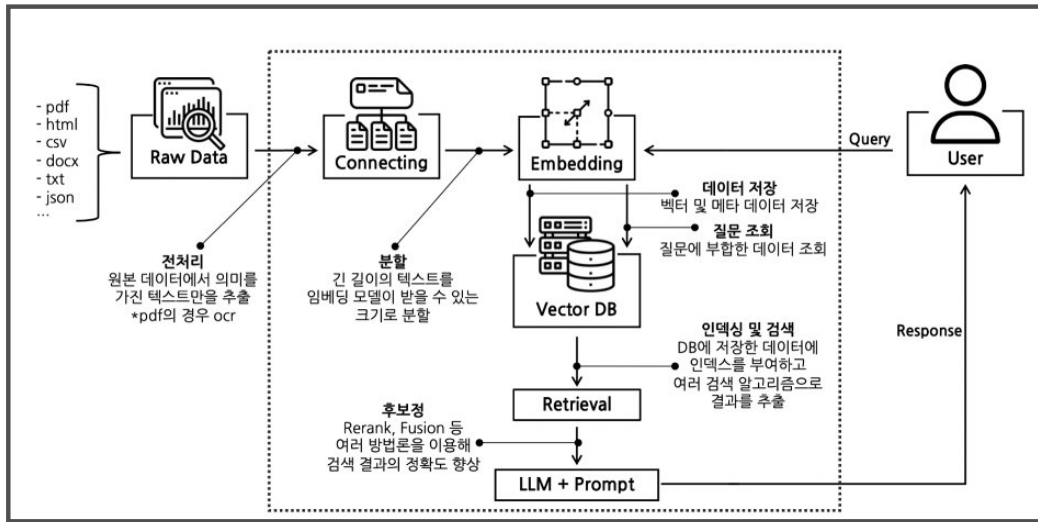 - pdf
- html
- csv
- docx
- txt
- json
...
Raw Data
Connecting
Embedding
Query
User
전처리
원본 데이터에서 의미를
가진 텍스트만을 추출
*pdf의 경우 ocr
분할
긴 길이의 텍스트를
임베딩 모델이 받을 수 있는
크기로 분할
데이터 저장
벡터 및 메타 데이터 저장
질문 조회
질문에 부합한 데이터 조회
Vector DB
인덱싱 및 검색
DB에 저장한 데이터에
인덱스를 부여하고
여러 검색 알고리즘으로
결과를 추출
Response
Retrieval
후보정
Rerank, Fusion 등
여러 방법론을 이용해
검색 결과의 정확도 향상
LLM + Prompt